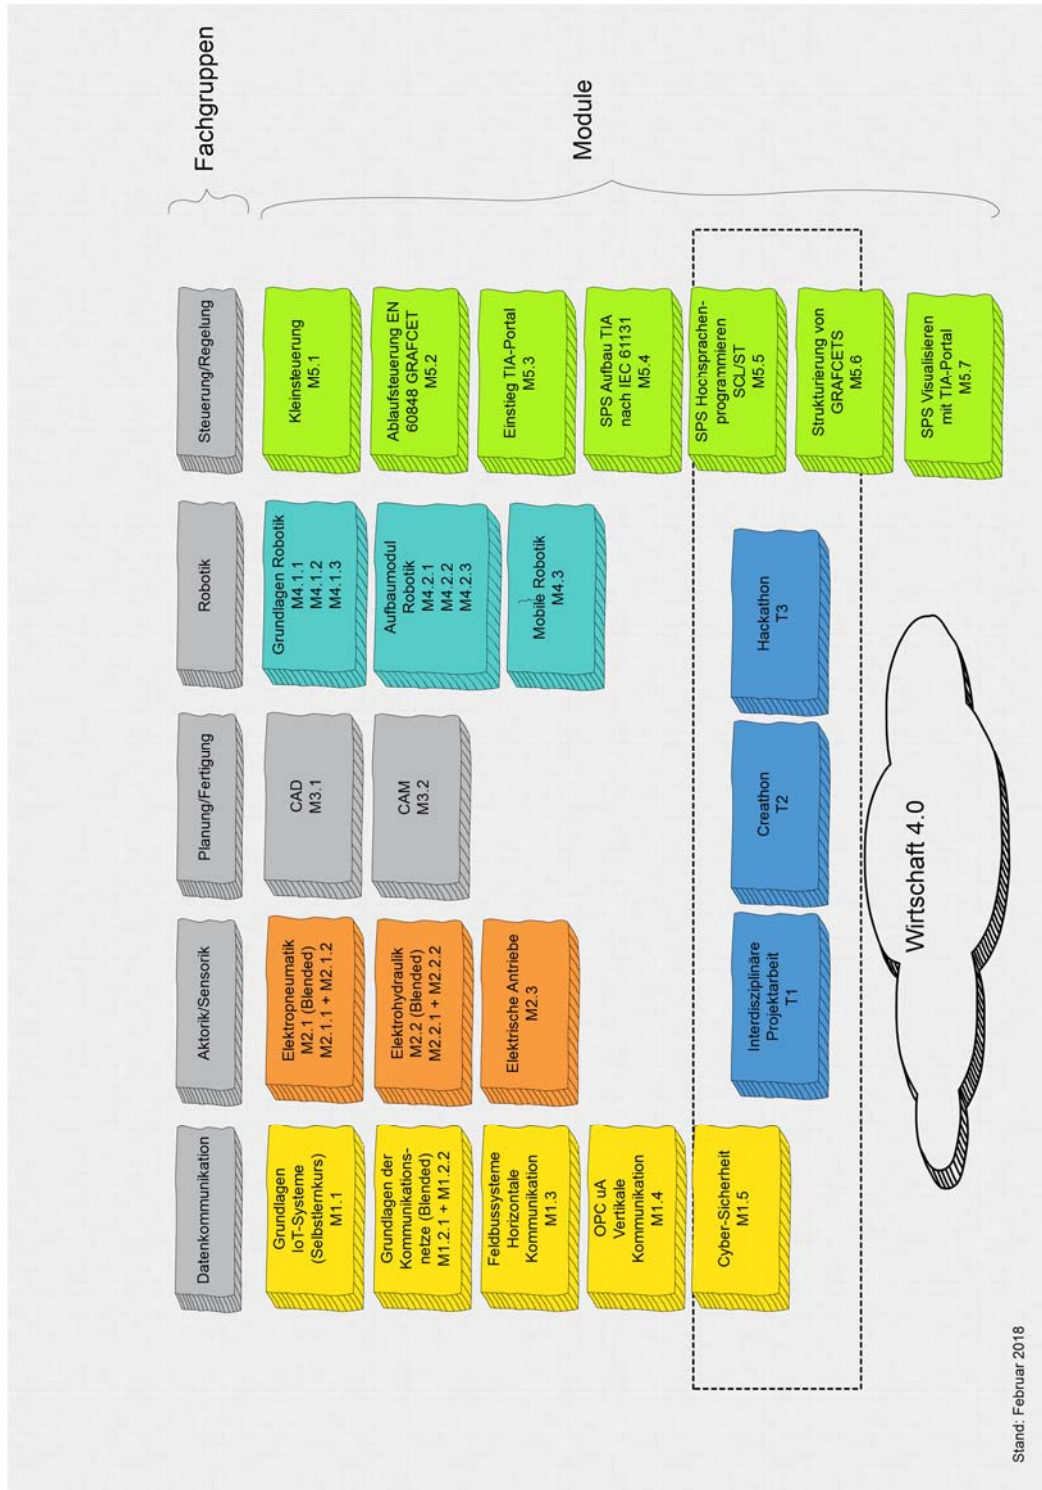 Fachgruppen
Datenkommunikation
Aktorik/Sensorik
Planung/Fertigung
Robotik
Steuerung/Regelung
Module
Grundlagen
IoT-Systeme
(Selbstlernkurs)
M1.1
Grundlagen der
Kommunikations-
netze (Blended)
M1.2.1 + M1.2.2
Feldbussysteme
Horizontale
Kommunikation
M1.3
OPC uA
Vertikale
Kommunikation
M1.4
Cyber-Sicherheit
M1.5
Elektropneumatik
M2.1 (Blended)
M2.1.1 + M2.1.2
Elektrohydraulik
M2.2 (Blended)
M2.2.1 + M2.2.2
Elektrische Antriebe
M2.3
CAD
M3.1
CAM
M3.2
Grundlagen Robotik
M4.1.1
M4.1.2
M4.1.3
Aufbaumodul
Robotik
M4.2.1
M4.2.2
M4.2.3
Mobile Robotik
M4.3
Kleinsteuerung
M5.1
Ablaufsteuerung EN
60848 GRAFCET
M5.2
Einstieg TIA-Portal
M5.3
SPS Aufbau TIA
nach IEC 61131
M5.4
SPS Hochsprachen-
programmieren
SCL/ST
M5.5
Strukturierung von
GRAFCETS
M5.6
SPS Visualisieren
mit TIA-Portal
M5.7
Interdisziplinäre
Projektarbeit
T1
Creathon
T2
Hackathon
T3
Wirtschaft 4.0
Stand: Februar 2018